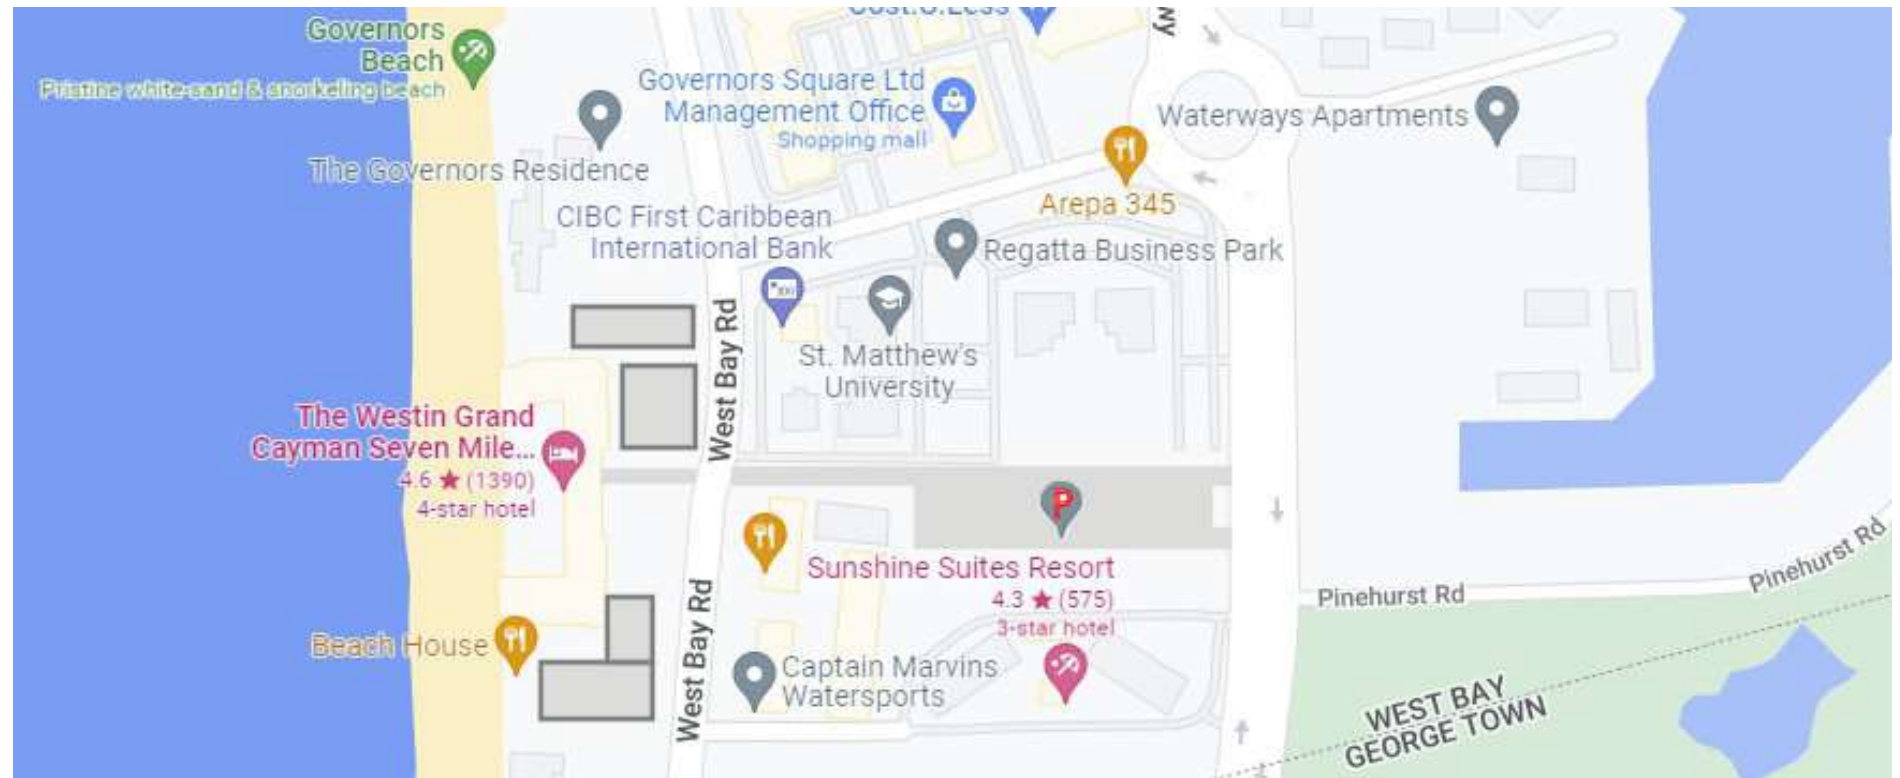 Cost.U.Less
Governors
Beach
Pristine white-sand & snorkeling beach
Governors Square Ltd
Management Office
Shopping mall
Waterways Apartments
The Governors Residence
Arepa 345
CIBC First Caribbean
International Bank
Regatta Business Park
West Bay Rd
St. Matthew's
University
The Westin Grand
Cayman Seven Mile...
4.6 ★ (1390)
4-star hotel
P
Sunshine Suites Resort
4.3 ★ (575)
3-star hotel
Pinehurst Rd
Pinehurst Rd
Beach House
West Bay Rd
Captain Marvins
Watersports
WEST BAY
GEORGE TOWN